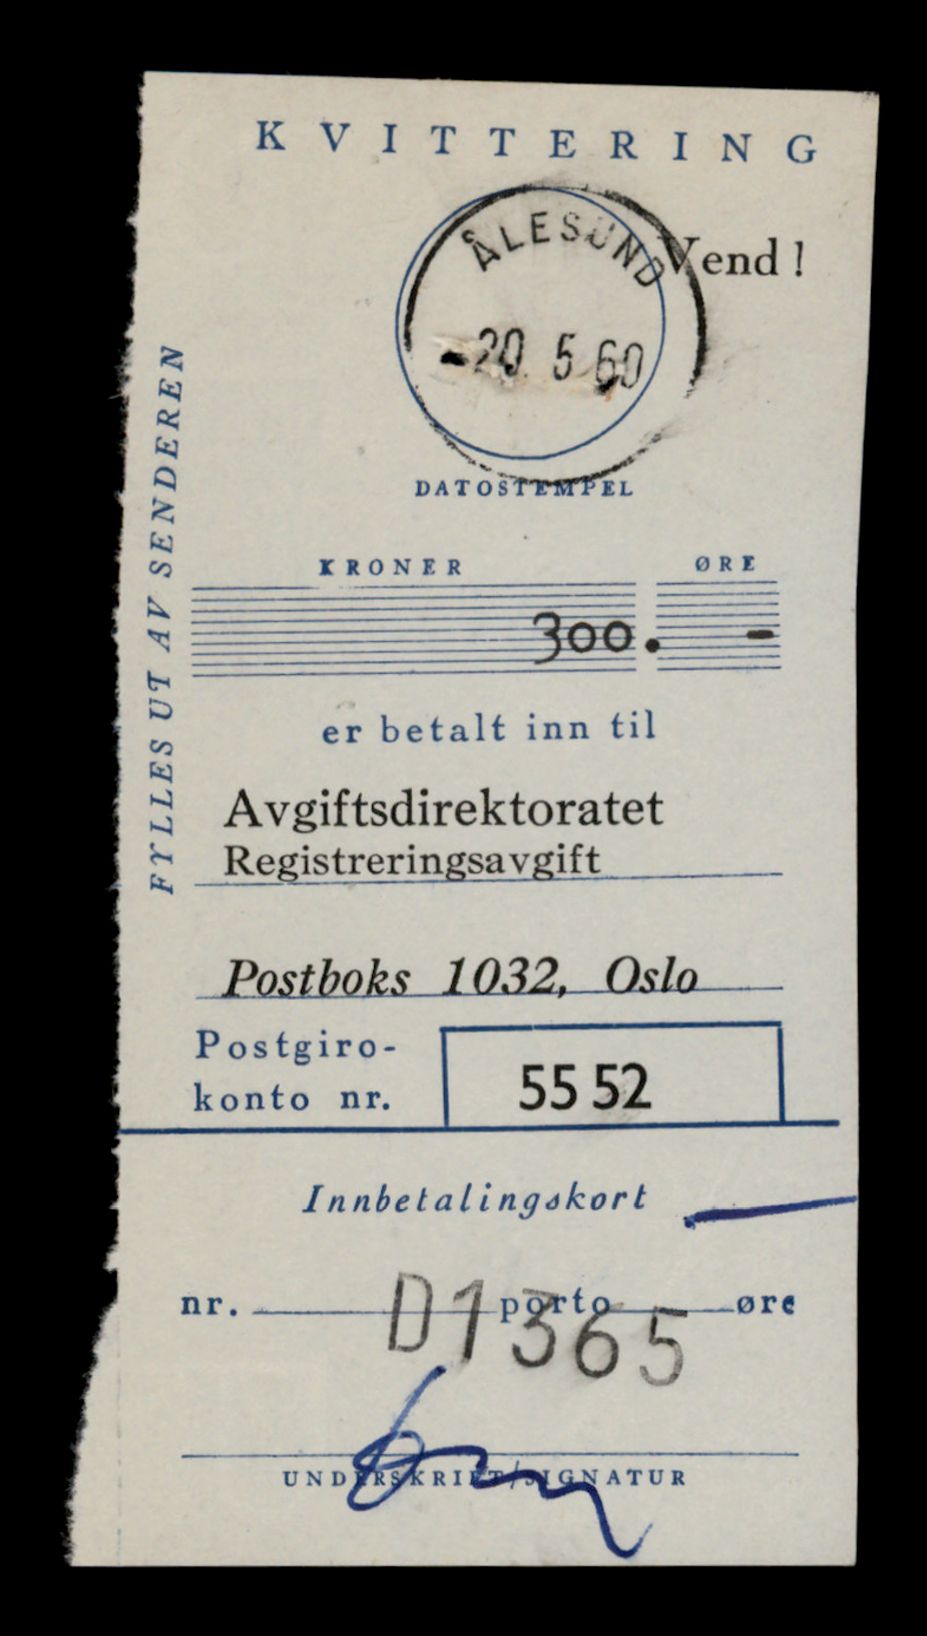 KVITTERING
ÅLESUND
Vend !
-20. 5 60
DATOSTEMPEL
FYLLES UT AV SENDEREN
KRONER ØRE
300. -
er betalt inn til
Avgiftsdirektoratet
Registreringsavgift
Postboks 1032, Oslo
Postgiro-
konto nr. 55 52
Innbetalingskort
nr. porto øre
D1365
UNDERSKRIFT/SIGNATUR